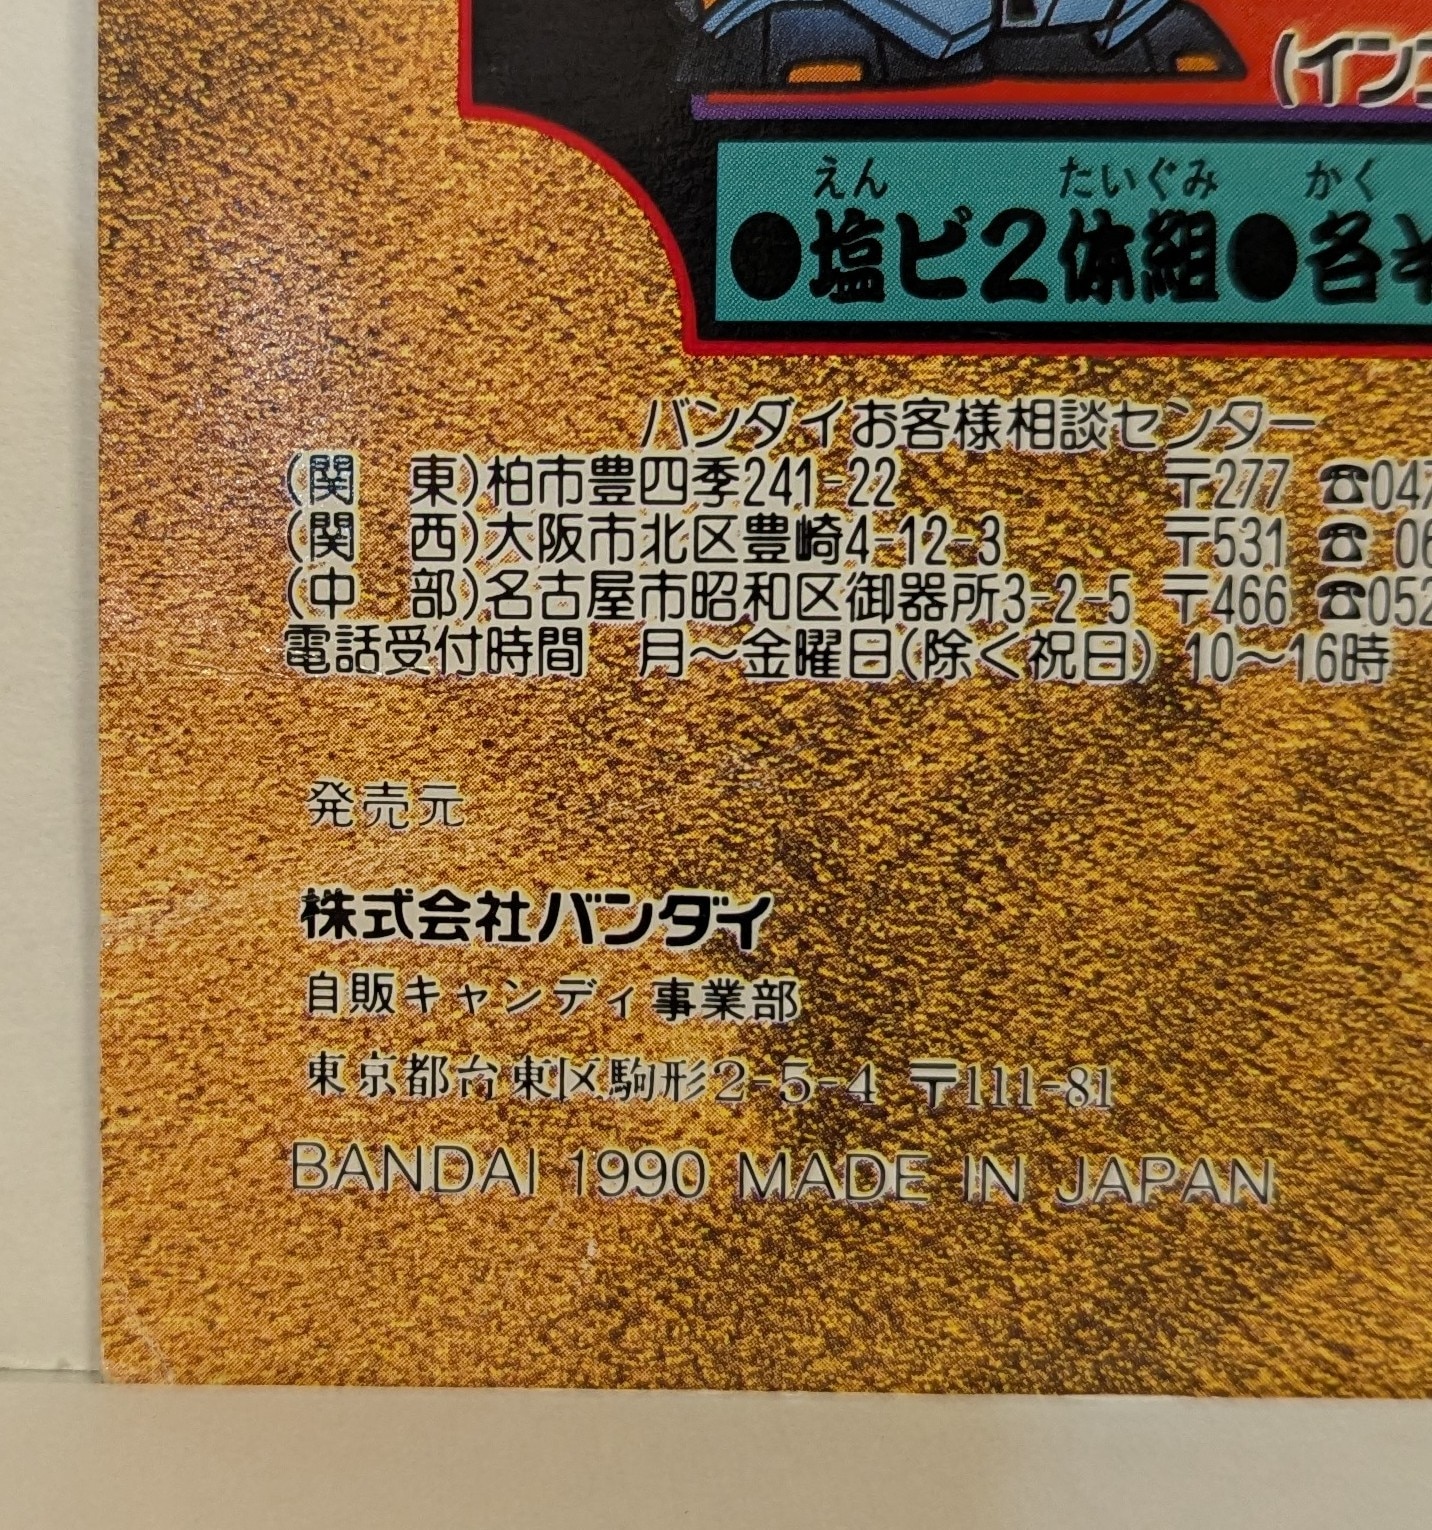 (イン
えん たいぐみ かく
●塩ビ2体組●各そ
バンダイお客様相談センター
(関 東)柏市豊四季241-22 〒277 ☎047
(関 西)大阪市北区豊崎4-12-3 〒531 ☎06
(中 部)名古屋市昭和区御器所3-2-5 〒466 ☎052
電話受付時間 月〜金曜日(除く祝日) 10〜16時
発売元
株式会社バンダイ
自販キャンディ事業部
東京都台東区駒形2-5-4 〒111-81
BANDAI 1990 MADE IN JAPAN